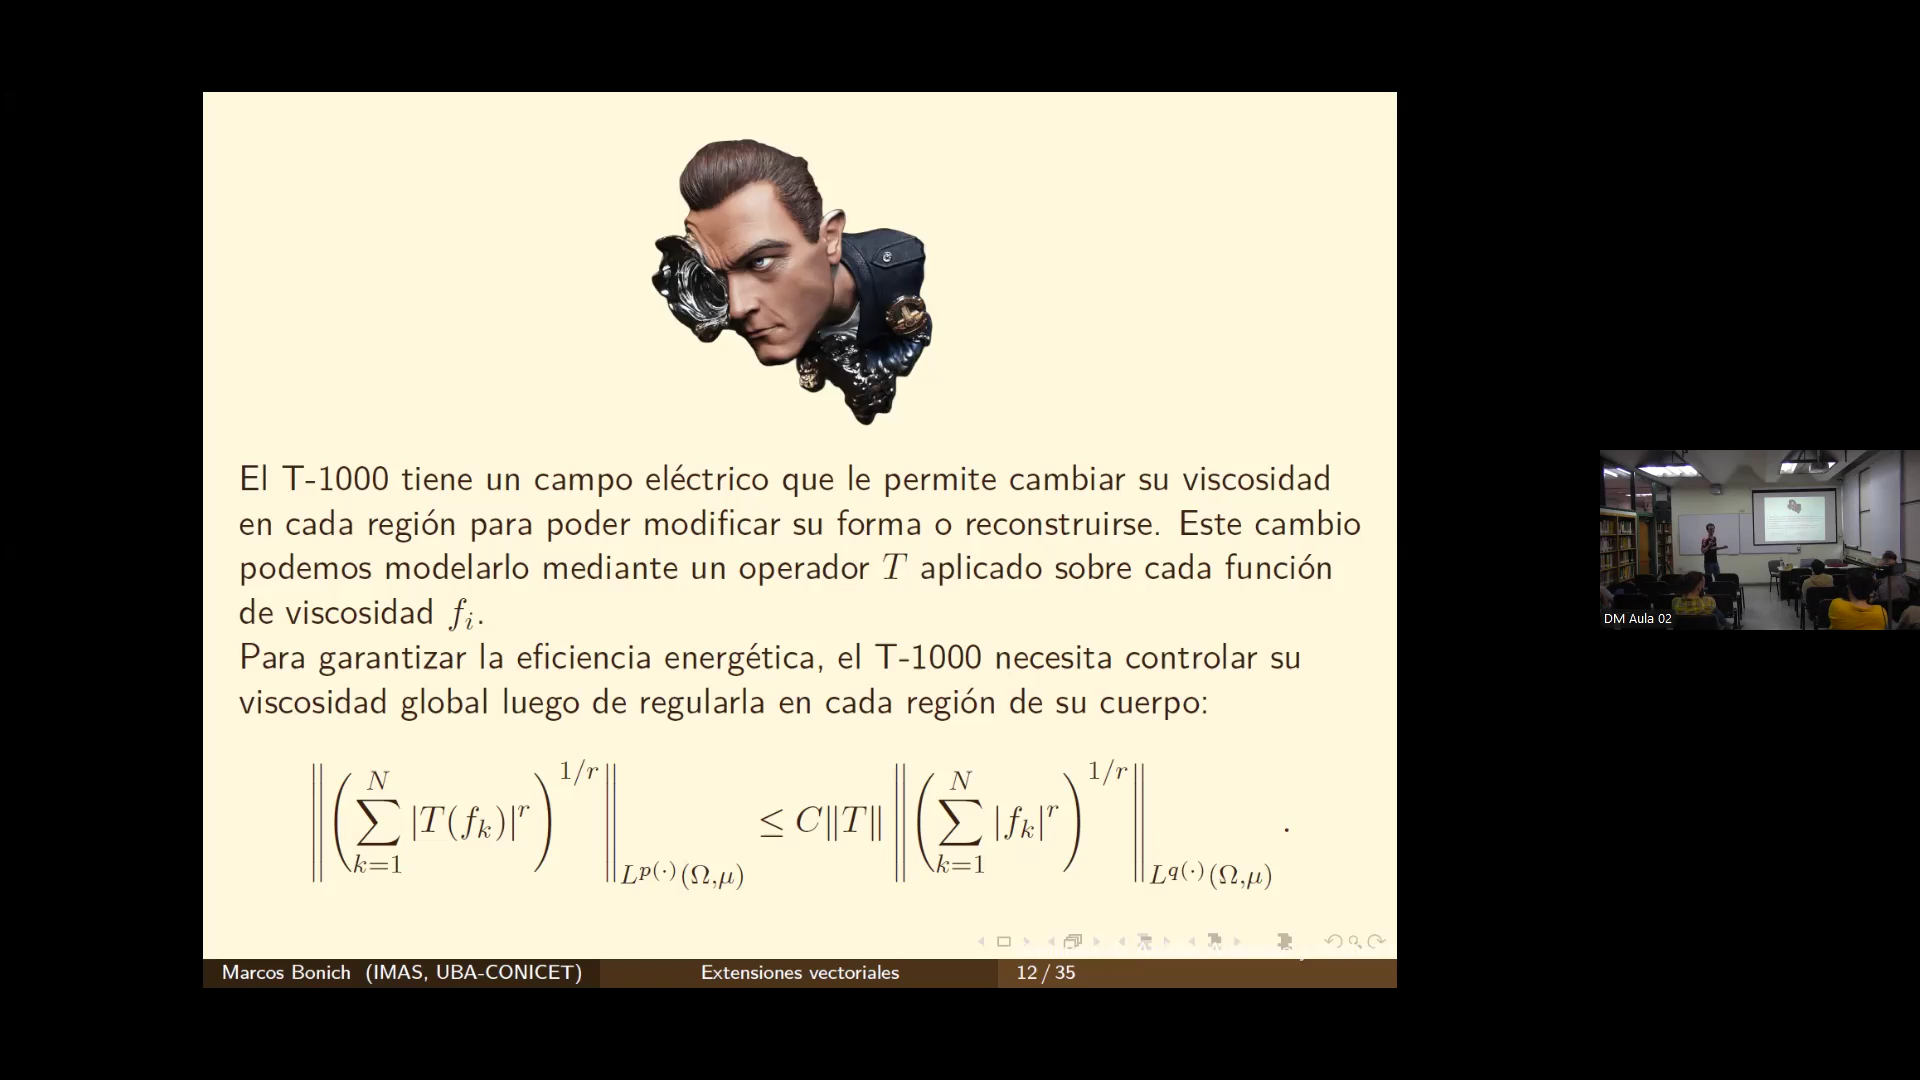 El T-1000 tiene un campo eléctrico que le permite cambiar su viscosidad
en cada región para poder modificar su forma o reconstruirse. Este cambio
podemos modelarlo mediante un operador T aplicado sobre cada función
de viscosidad f_i.
Para garantizar la eficiencia energética, el T-1000 necesita controlar su
viscosidad global luego de regularla en cada región de su cuerpo:
‖(∑_{k=1}^{N} |T(f_k)|^r)^{1/r}‖_{L^{p(·)}(Ω,μ)} ≤ C‖T‖ ‖(∑_{k=1}^{N} |f_k|^r)^{1/r}‖_{L^{q(·)}(Ω,μ)} .
Marcos Bonich (IMAS, UBA-CONICET) Extensiones vectoriales 12 / 35
DM Aula 02